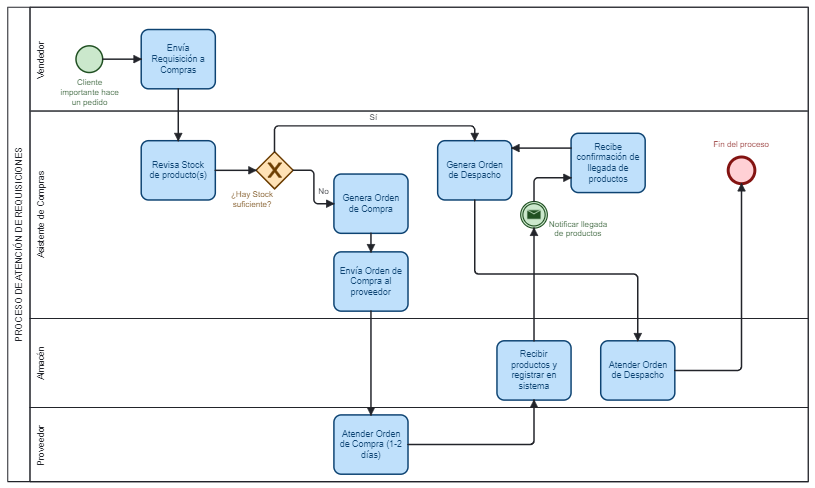 PROCESO DE ATENCIÓN DE REQUISICIONES
Vendedor
Cliente
importante hace
un pedido
Envía
Requisición a
Compras
Asistente de Compras
Revisa Stock
de producto(s)
¿Hay Stock
suficiente?
Sí
No
Genera Orden
de Compra
Envía Orden de
Compra al
proveedor
Genera Orden
de Despacho
Recibe
confirmación de
llegada de
productos
Notificar llegada
de productos
Fin del proceso
Almacén
Recibir
productos y
registrar en
sistema
Atender Orden
de Despacho
Proveedor
Atender Orden
de Compra (1-2
días)